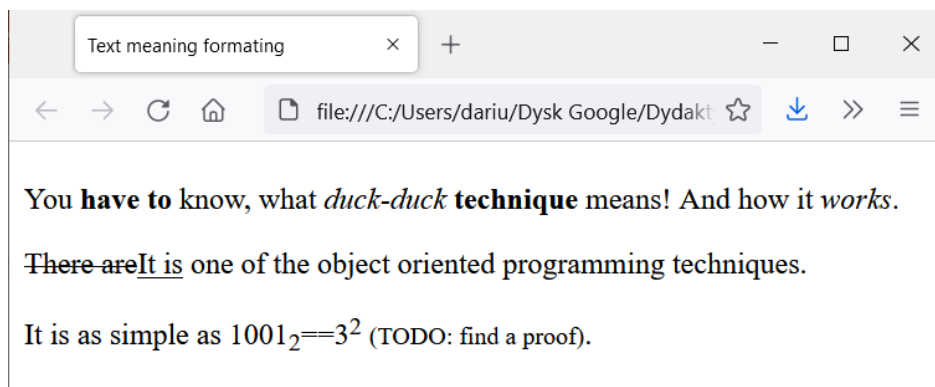 Text meaning formating
file:///C:/Users/dariu/Dysk Google/Dydakt
You have to know, what duck-duck technique means! And how it works.
There areIt is one of the object oriented programming techniques.
It is as simple as 1001₂==3² (TODO: find a proof).